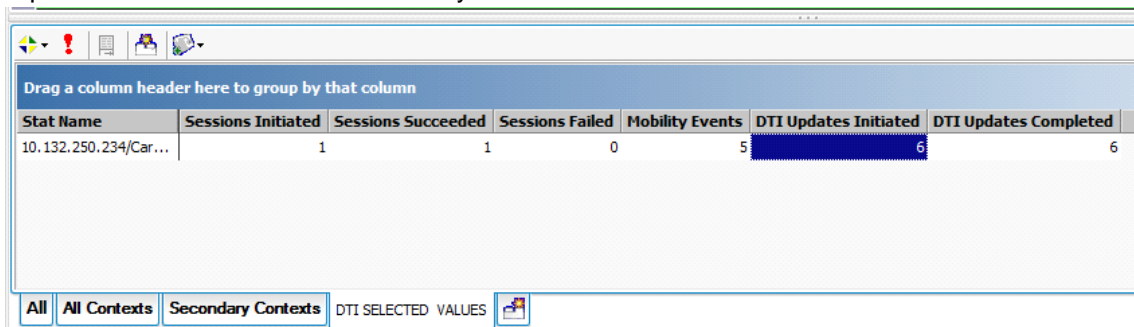 Drag a column header here to group by that column
Stat Name Sessions Initiated Sessions Succeeded Sessions Failed Mobility Events DTI Updates Initiated DTI Updates Completed
10.132.250.234/Car... 1 1 0 5 6 6
All All Contexts Secondary Contexts DTI SELECTED VALUES